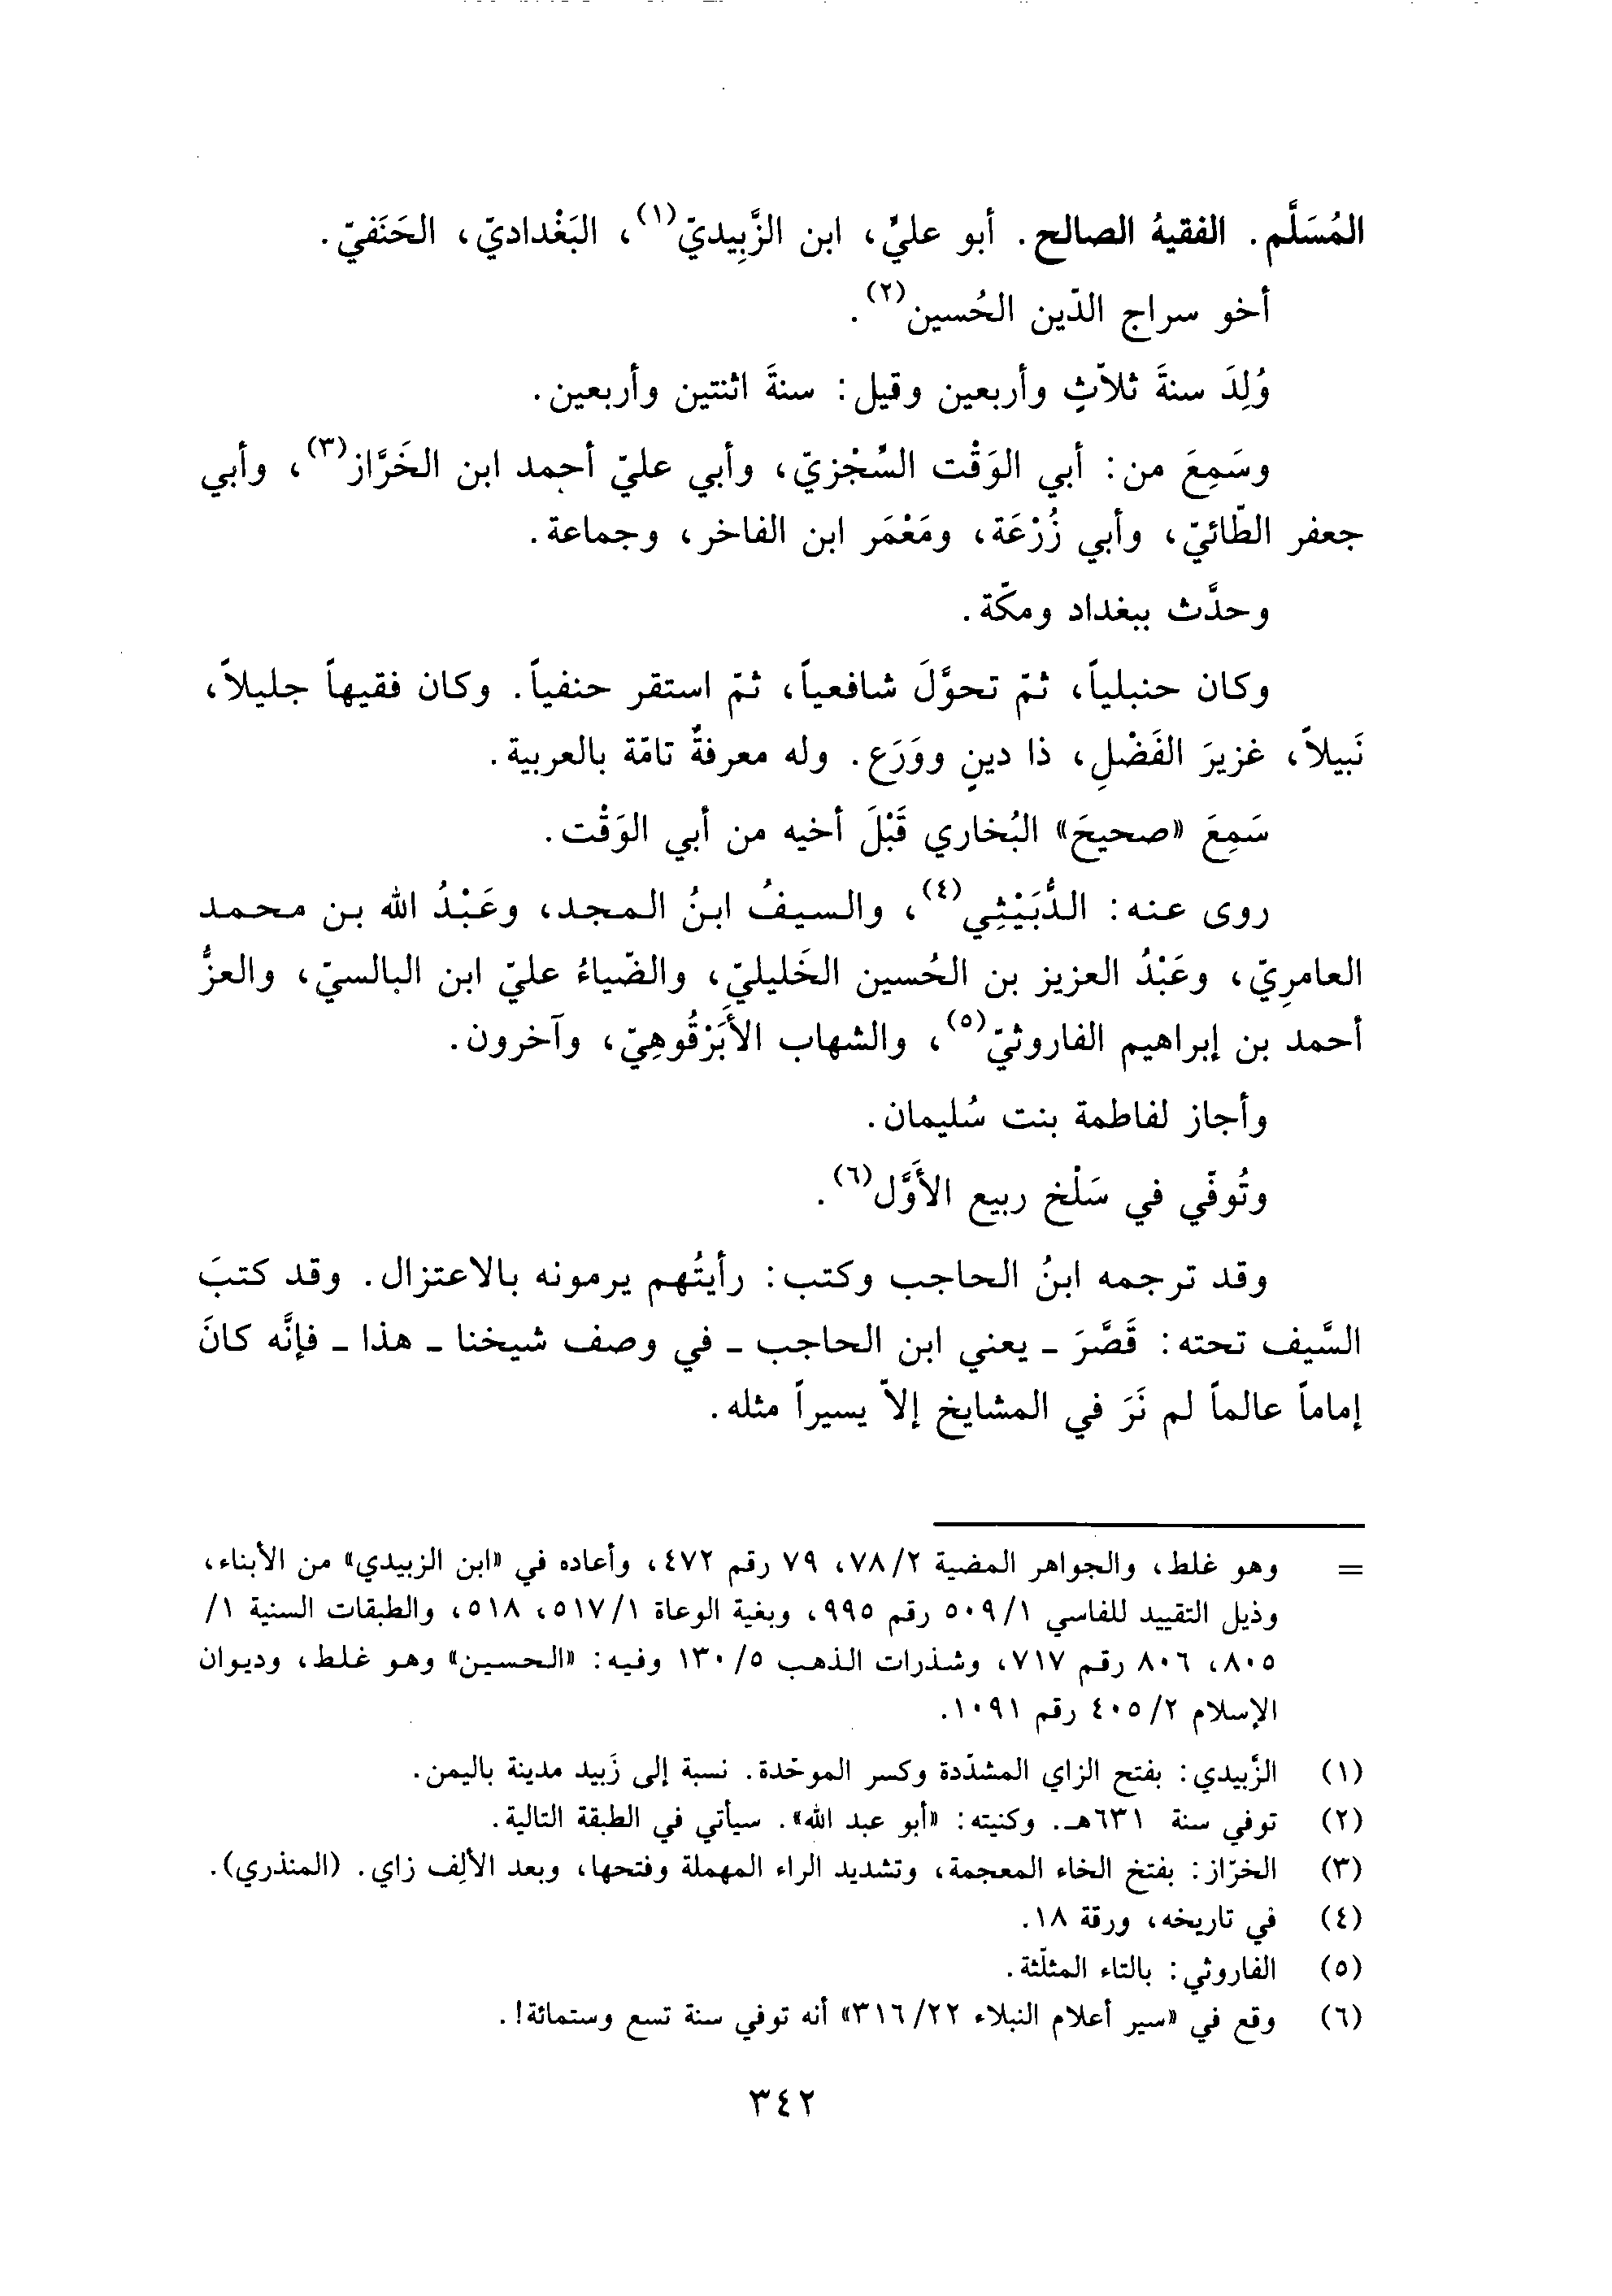 المُسَلَّم. الفقيهُ الصالح. أبو عليٍّ، ابن الزَّبِيديّ(١)، البَغْداديّ، الحَنَفيّ.
أخو سراج الدّين الحُسين(٢).
وُلِدَ سنةَ ثلاّثٍ وأربعين وقيل: سنةَ اثنتين وأربعين.
وسَمِعَ من: أبي الوَقْت السِّجْزيّ، وأبي عليّ أحمد ابن الخَرَّاز(٣)، وأبي
جعفر الطّائيّ، وأبي زُرْعَة، ومَعْمَر ابن الفاخر، وجماعة.
وحدَّث ببغداد ومكّة.
وكان حنبلياً، ثمّ تحوَّلَ شافعياً، ثمّ استقر حنفياً. وكان فقيهاً جليلاً،
نَبيلاً، غزيرَ الفَضْلِ، ذا دينٍ ووَرَع. وله معرفةٌ تامّة بالعربية.
سَمِعَ «صحيحَ» البُخاري قَبْلَ أخيه من أبي الوَقْت.
روى عنه: الدُّبَيْثِي(٤)، والسيفُ ابنُ المجد، وعَبْدُ الله بن محمد
العامرِيّ، وعَبْدُ العزيز بن الحُسين الخَليليّ، والضّياءُ عليّ ابن البالسيّ، والعزُّ
أحمد بن إبراهيم الفاروثيّ(٥)، والشهاب الأَبَرْقُوهِيّ، وآخرون.
وأجاز لفاطمة بنت سُليمان.
وتُوفّي في سَلْخ ربيع الأَوَّل(٦).
وقد ترجمه ابنُ الحاجب وكتب: رأيتُهم يرمونه بالاعتزال. وقد كتبَ
السَّيف تحته: قَصَّرَ ـ يعني ابن الحاجب ـ في وصف شيخنا ـ هذا ـ فإنَّه كانَ
إماماً عالماً لم نَرَ في المشايخ إلاّ يسيراً مثله.
= وهو غلط، والجواهر المضية ٢/ ٧٨، ٧٩ رقم ٤٧٢، وأعاده في «ابن الزبيدي» من الأبناء،
وذيل التقييد للفاسي ١/ ٥٠٩ رقم ٩٩٥، وبغية الوعاة ١/ ٥١٧، ٥١٨، والطبقات السنية ١/
٨٠٥، ٨٠٦ رقم ٧١٧، وشذرات الذهب ٥/ ١٣٠ وفيه: «الحسين» وهو غلط، وديوان
الإسلام ٢/ ٤٠٥ رقم ١٠٩١.
(١) الزَّبيدي: بفتح الزاي المشدّدة وكسر الموحّدة. نسبة إلى زَبيد مدينة باليمن.
(٢) توفي سنة ٦٣١هـ. وكنيته: «أبو عبد الله». سيأتي في الطبقة التالية.
(٣) الخرّاز: بفتخ الخاء المعجمة، وتشديد الراء المهملة وفتحها، وبعد الألِف زاي. (المنذري).
(٤) في تاريخه، ورقة ١٨.
(٥) الفاروثي: بالثاء المثلّثة.
(٦) وقع في «سير أعلام النبلاء ٢٢/ ٣١٦» أنه توفي سنة تسع وستمائة!.
٣٤٢